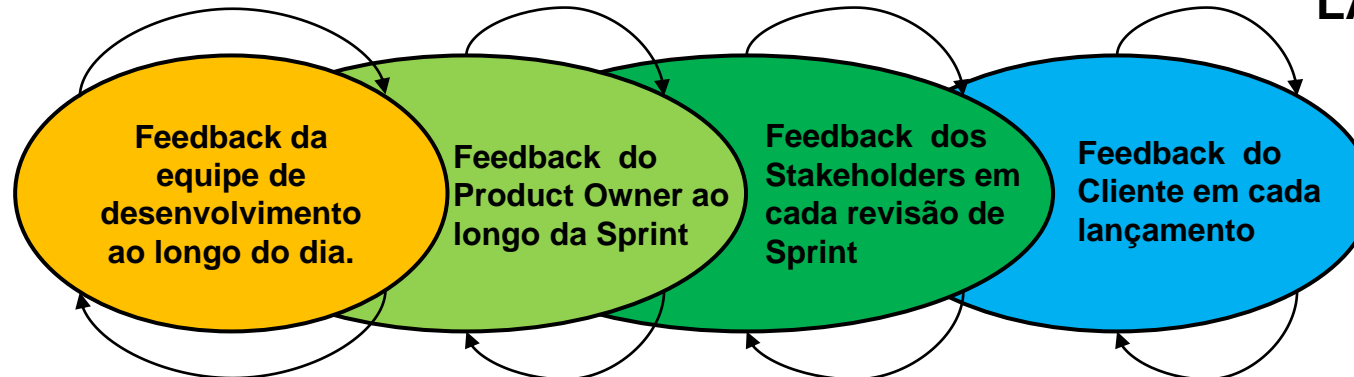 Feedback da
equipe de
desenvolvimento
ao longo do dia.
Feedback do
Product Owner ao
longo da Sprint
Feedback dos
Stakeholders em
cada revisão de
Sprint
Feedback do
Cliente em cada
lançamento